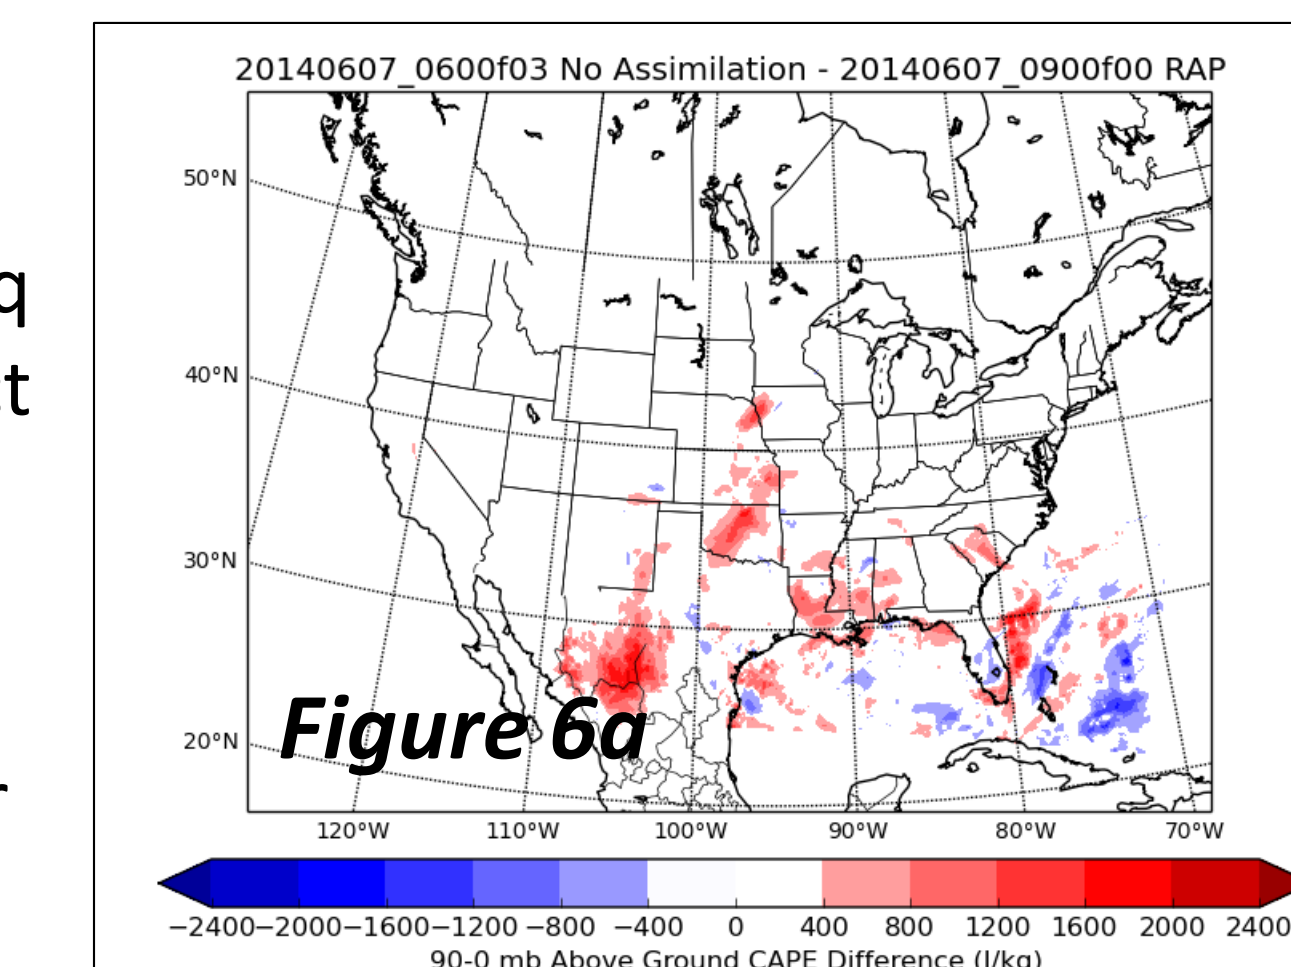 20140607_0600f03 No Assimilation - 20140607_0900f00 RAP
q
ct
r
50°N
40°N
30°N
20°N
Figure 6a
120°W 110°W 100°W 90°W 80°W 70°W
−2400−2000−1600−1200 −800 −400 0 400 800 1200 1600 2000 2400
90-0 mb Above Ground CAPE Difference (J/kg)